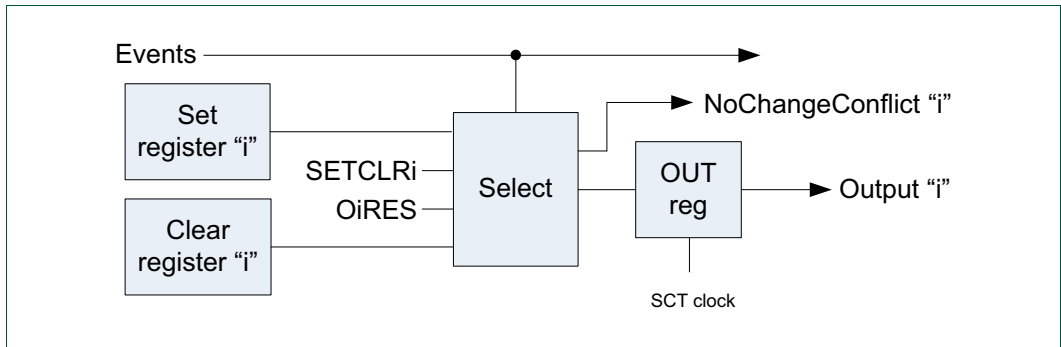 Events
Set
register “i”
NoChangeConflict “i”
SETCLRi
OiRES
Select
OUT
reg
Output “i”
Clear
register “i”
SCT clock